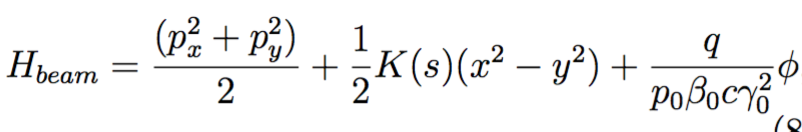 H_{beam} = \frac{(p_x^2 + p_y^2)}{2} + \frac{1}{2} K(s)(x^2 - y^2) + \frac{q}{p_0 \beta_0 c \gamma_0^2} \phi
(8